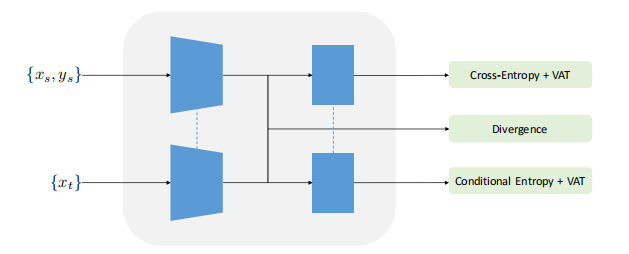 {x_s, y_s}
Cross-Entropy + VAT
Divergence
{x_t}
Conditional Entropy + VAT